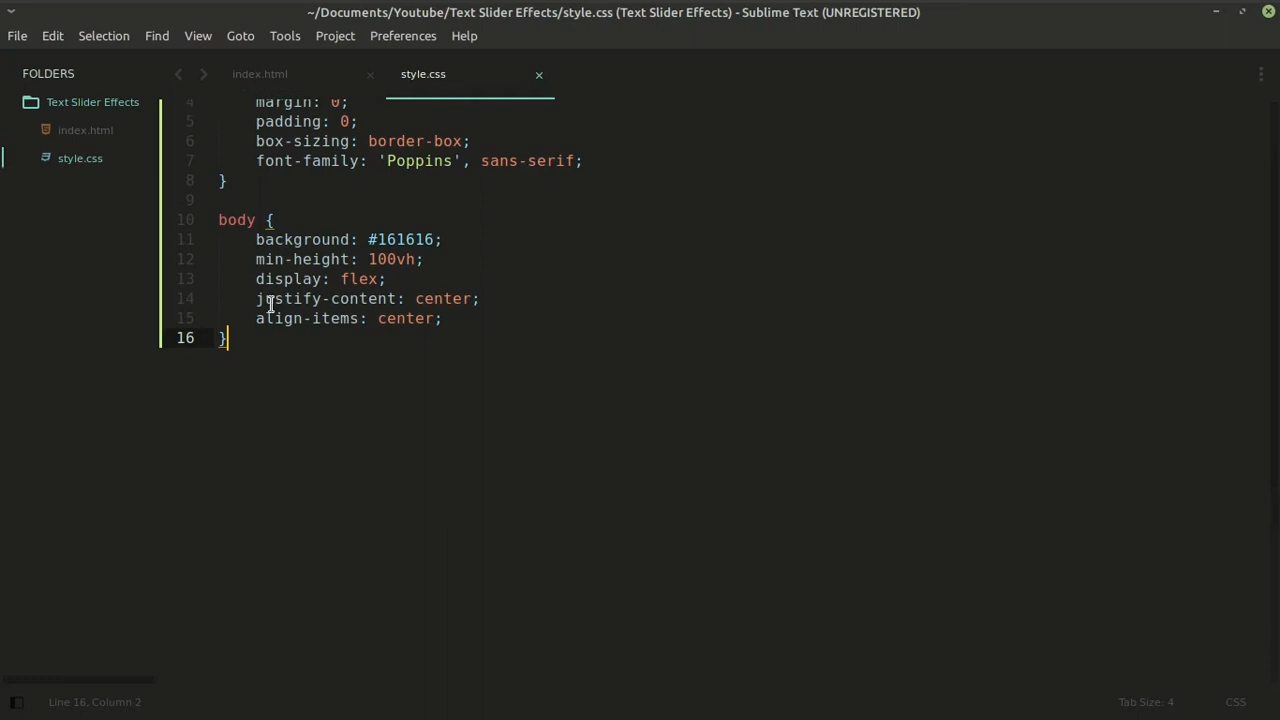 ~/Documents/Youtube/Text Slider Effects/style.css (Text Slider Effects) - Sublime Text (UNREGISTERED)
File Edit Selection Find View Goto Tools Project Preferences Help
FOLDERS
Text Slider Effects
index.html
style.css
index.html × style.css ×
4 margin: 0;
5 padding: 0;
6 box-sizing: border-box;
7 font-family: 'Poppins', sans-serif;
8 }
9
10 body {
11 background: #161616;
12 min-height: 100vh;
13 display: flex;
14 justify-content: center;
15 align-items: center;
16 }
Line 16, Column 2 Tab Size: 4 CSS